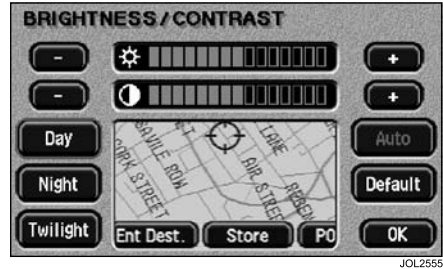 BRIGHTNESS / CONTRAST
- +
- +
Day
Auto
SAVILE ROW
LANE
PARK STREET
AIR STREET
Night
Default
Twilight
Ent Dest.
Store
PO
OK
JOL2555